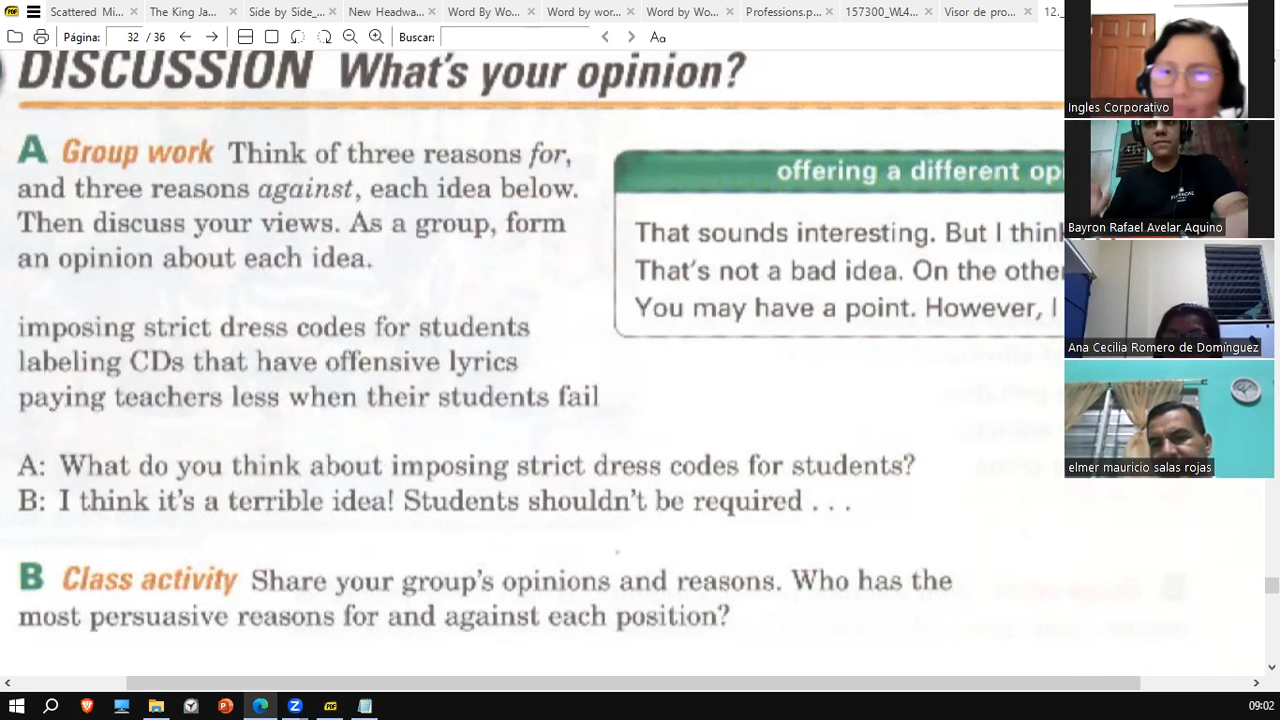 Scattered Mi...
The King Ja...
Side by Side_...
New Headwa...
Word By Wo...
Word by wor...
Word by Wo...
Professions.p...
157300_WL4...
Visor de pro...
12._
Página: 32 / 36
Buscar:
DISCUSSION What's your opinion?
A Group work Think of three reasons for,
and three reasons against, each idea below.
Then discuss your views. As a group, form
an opinion about each idea.
offering a different op
That sounds interesting. But I think
That's not a bad idea. On the other
You may have a point. However, I
imposing strict dress codes for students
labeling CDs that have offensive lyrics
paying teachers less when their students fail
A: What do you think about imposing strict dress codes for students?
B: I think it's a terrible idea! Students shouldn't be required . . .
B Class activity Share your group's opinions and reasons. Who has the
most persuasive reasons for and against each position?
Ingles Corporativo
Bayron Rafael Avelar Aquino
Ana Cecilia Romero de Domínguez
elmer mauricio salas rojas
09:02